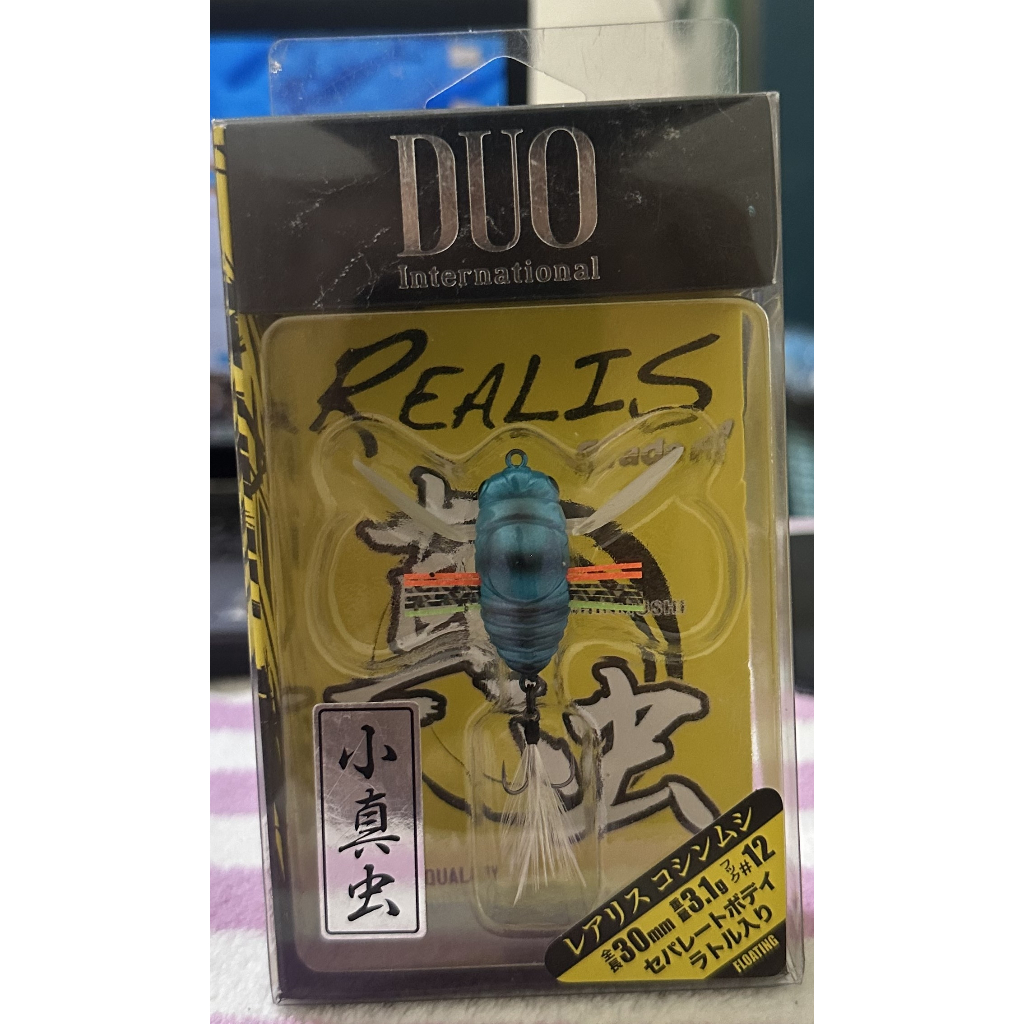 DUO
International
REALIS
真
虫
小
真
虫
レアリス コシンムシ
全長30mm 重量3.1g フック#12
セパレートボディ
ラトル入り
FLOATING